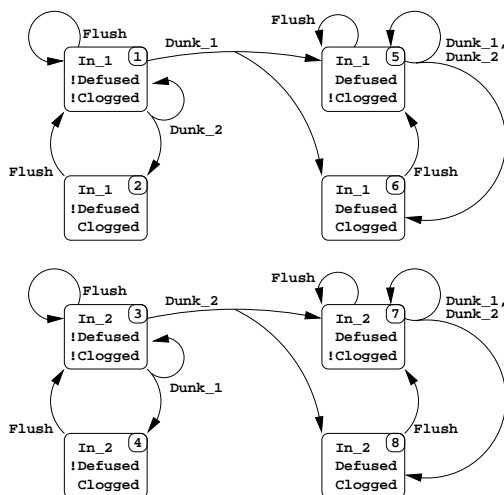 Flush
In_1 1
!Defused
!Clogged
Dunk_1
Flush
In_1 5
Defused
!Clogged
Dunk_1,
Dunk_2
Dunk_2
Flush
In_1 2
!Defused
Clogged
In_1 6
Defused
Clogged
Flush
Flush
In_2 3
!Defused
!Clogged
Dunk_2
Flush
In_2 7
Defused
!Clogged
Dunk_1,
Dunk_2
Dunk_1
Flush
In_2 4
!Defused
Clogged
In_2 8
Defused
Clogged
Flush